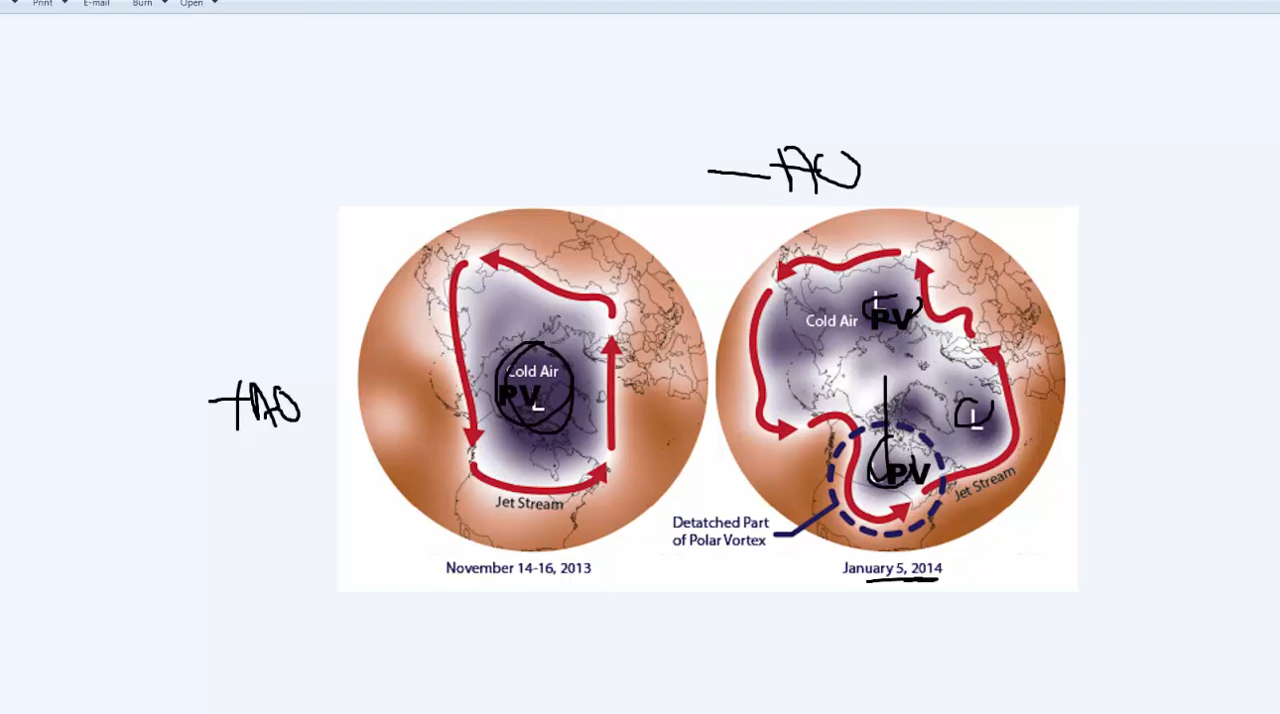 Print E-mail Burn Open
-AO
+AO
Cold Air
PV
L
Jet Stream
November 14-16, 2013
L
Cold Air PV
L
PV
Jet Stream
Detatched Part
of Polar Vortex
January 5, 2014